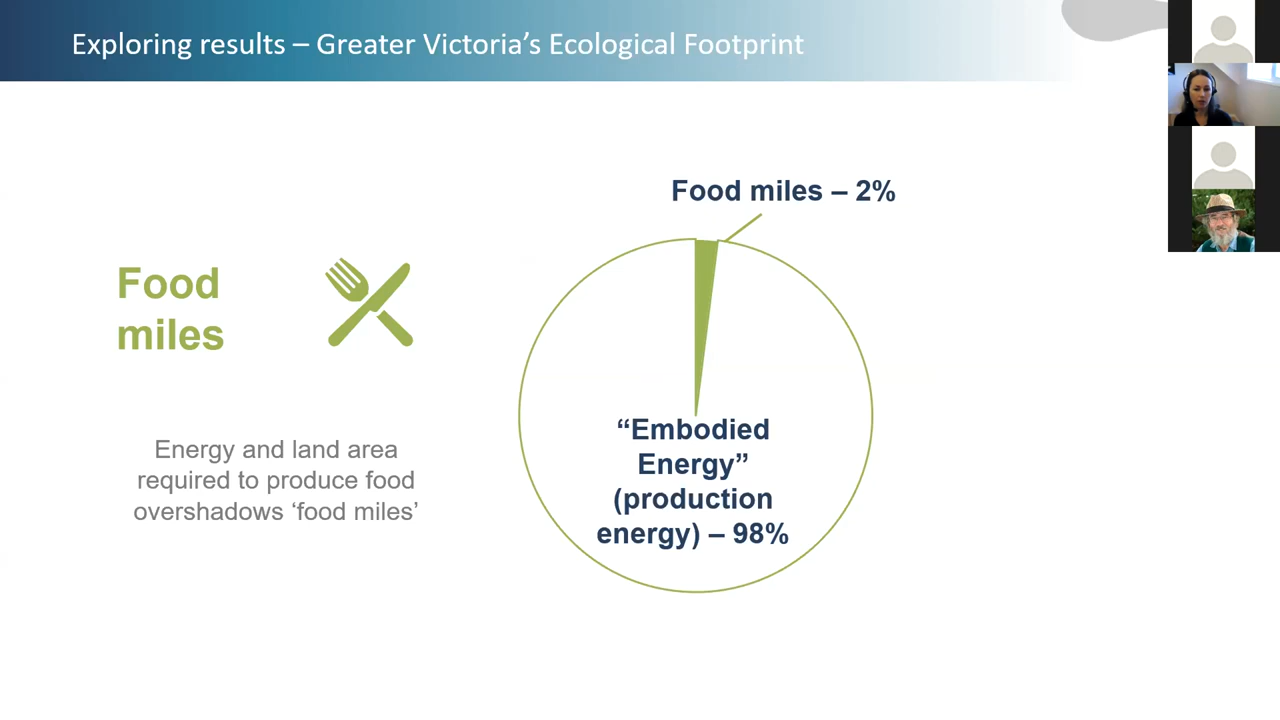 Exploring results – Greater Victoria’s Ecological Footprint
Food miles – 2%
Food
miles
Energy and land area
required to produce food
overshadows ‘food miles’
“Embodied
Energy”
(production
energy) – 98%